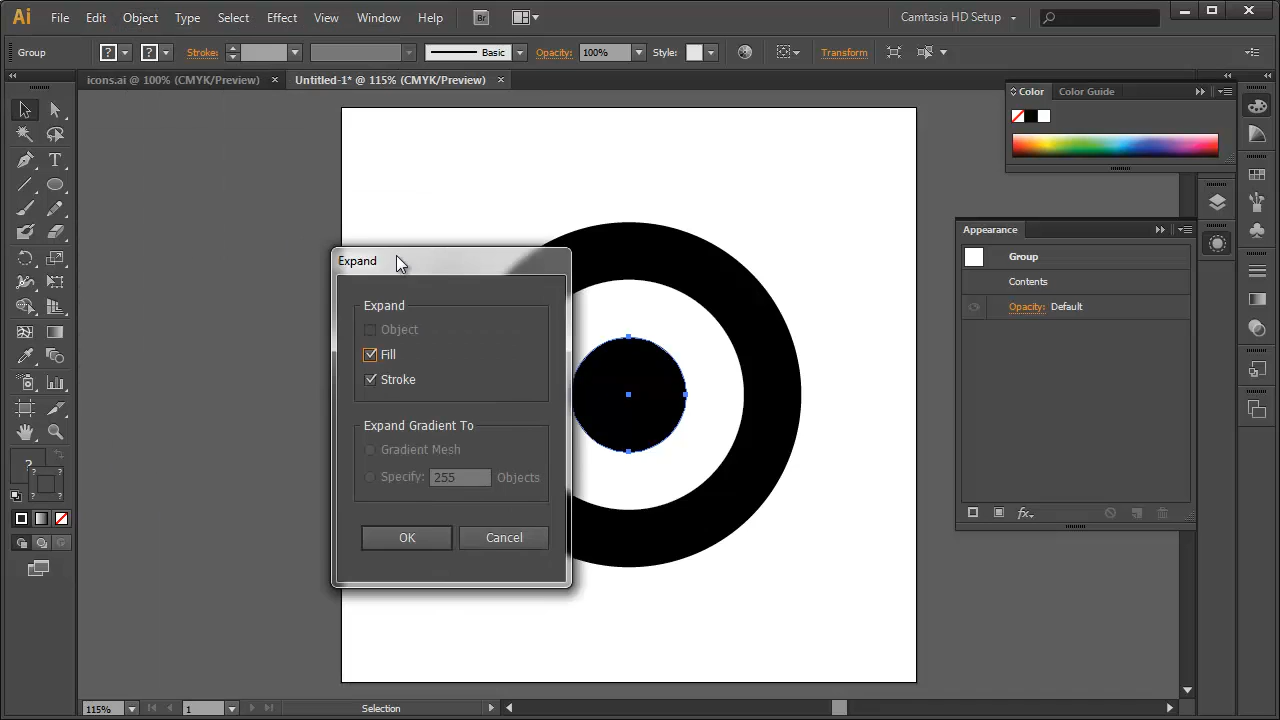 Ai File Edit Object Type Select Effect View Window Help Br Camtasia HD Setup
Group ? ? Stroke: Basic Opacity: 100% Style: Transform
icons.ai @ 100% (CMYK/Preview) × Untitled-1* @ 115% (CMYK/Preview) ×
Color Color Guide
T
Appearance
Group
Contents
Opacity: Default
fx
Expand
Expand
Object
Fill
Stroke
Expand Gradient To
Gradient Mesh
Specify: 255 Objects
OK Cancel
?
? ?
? ?
115% 1 Selection